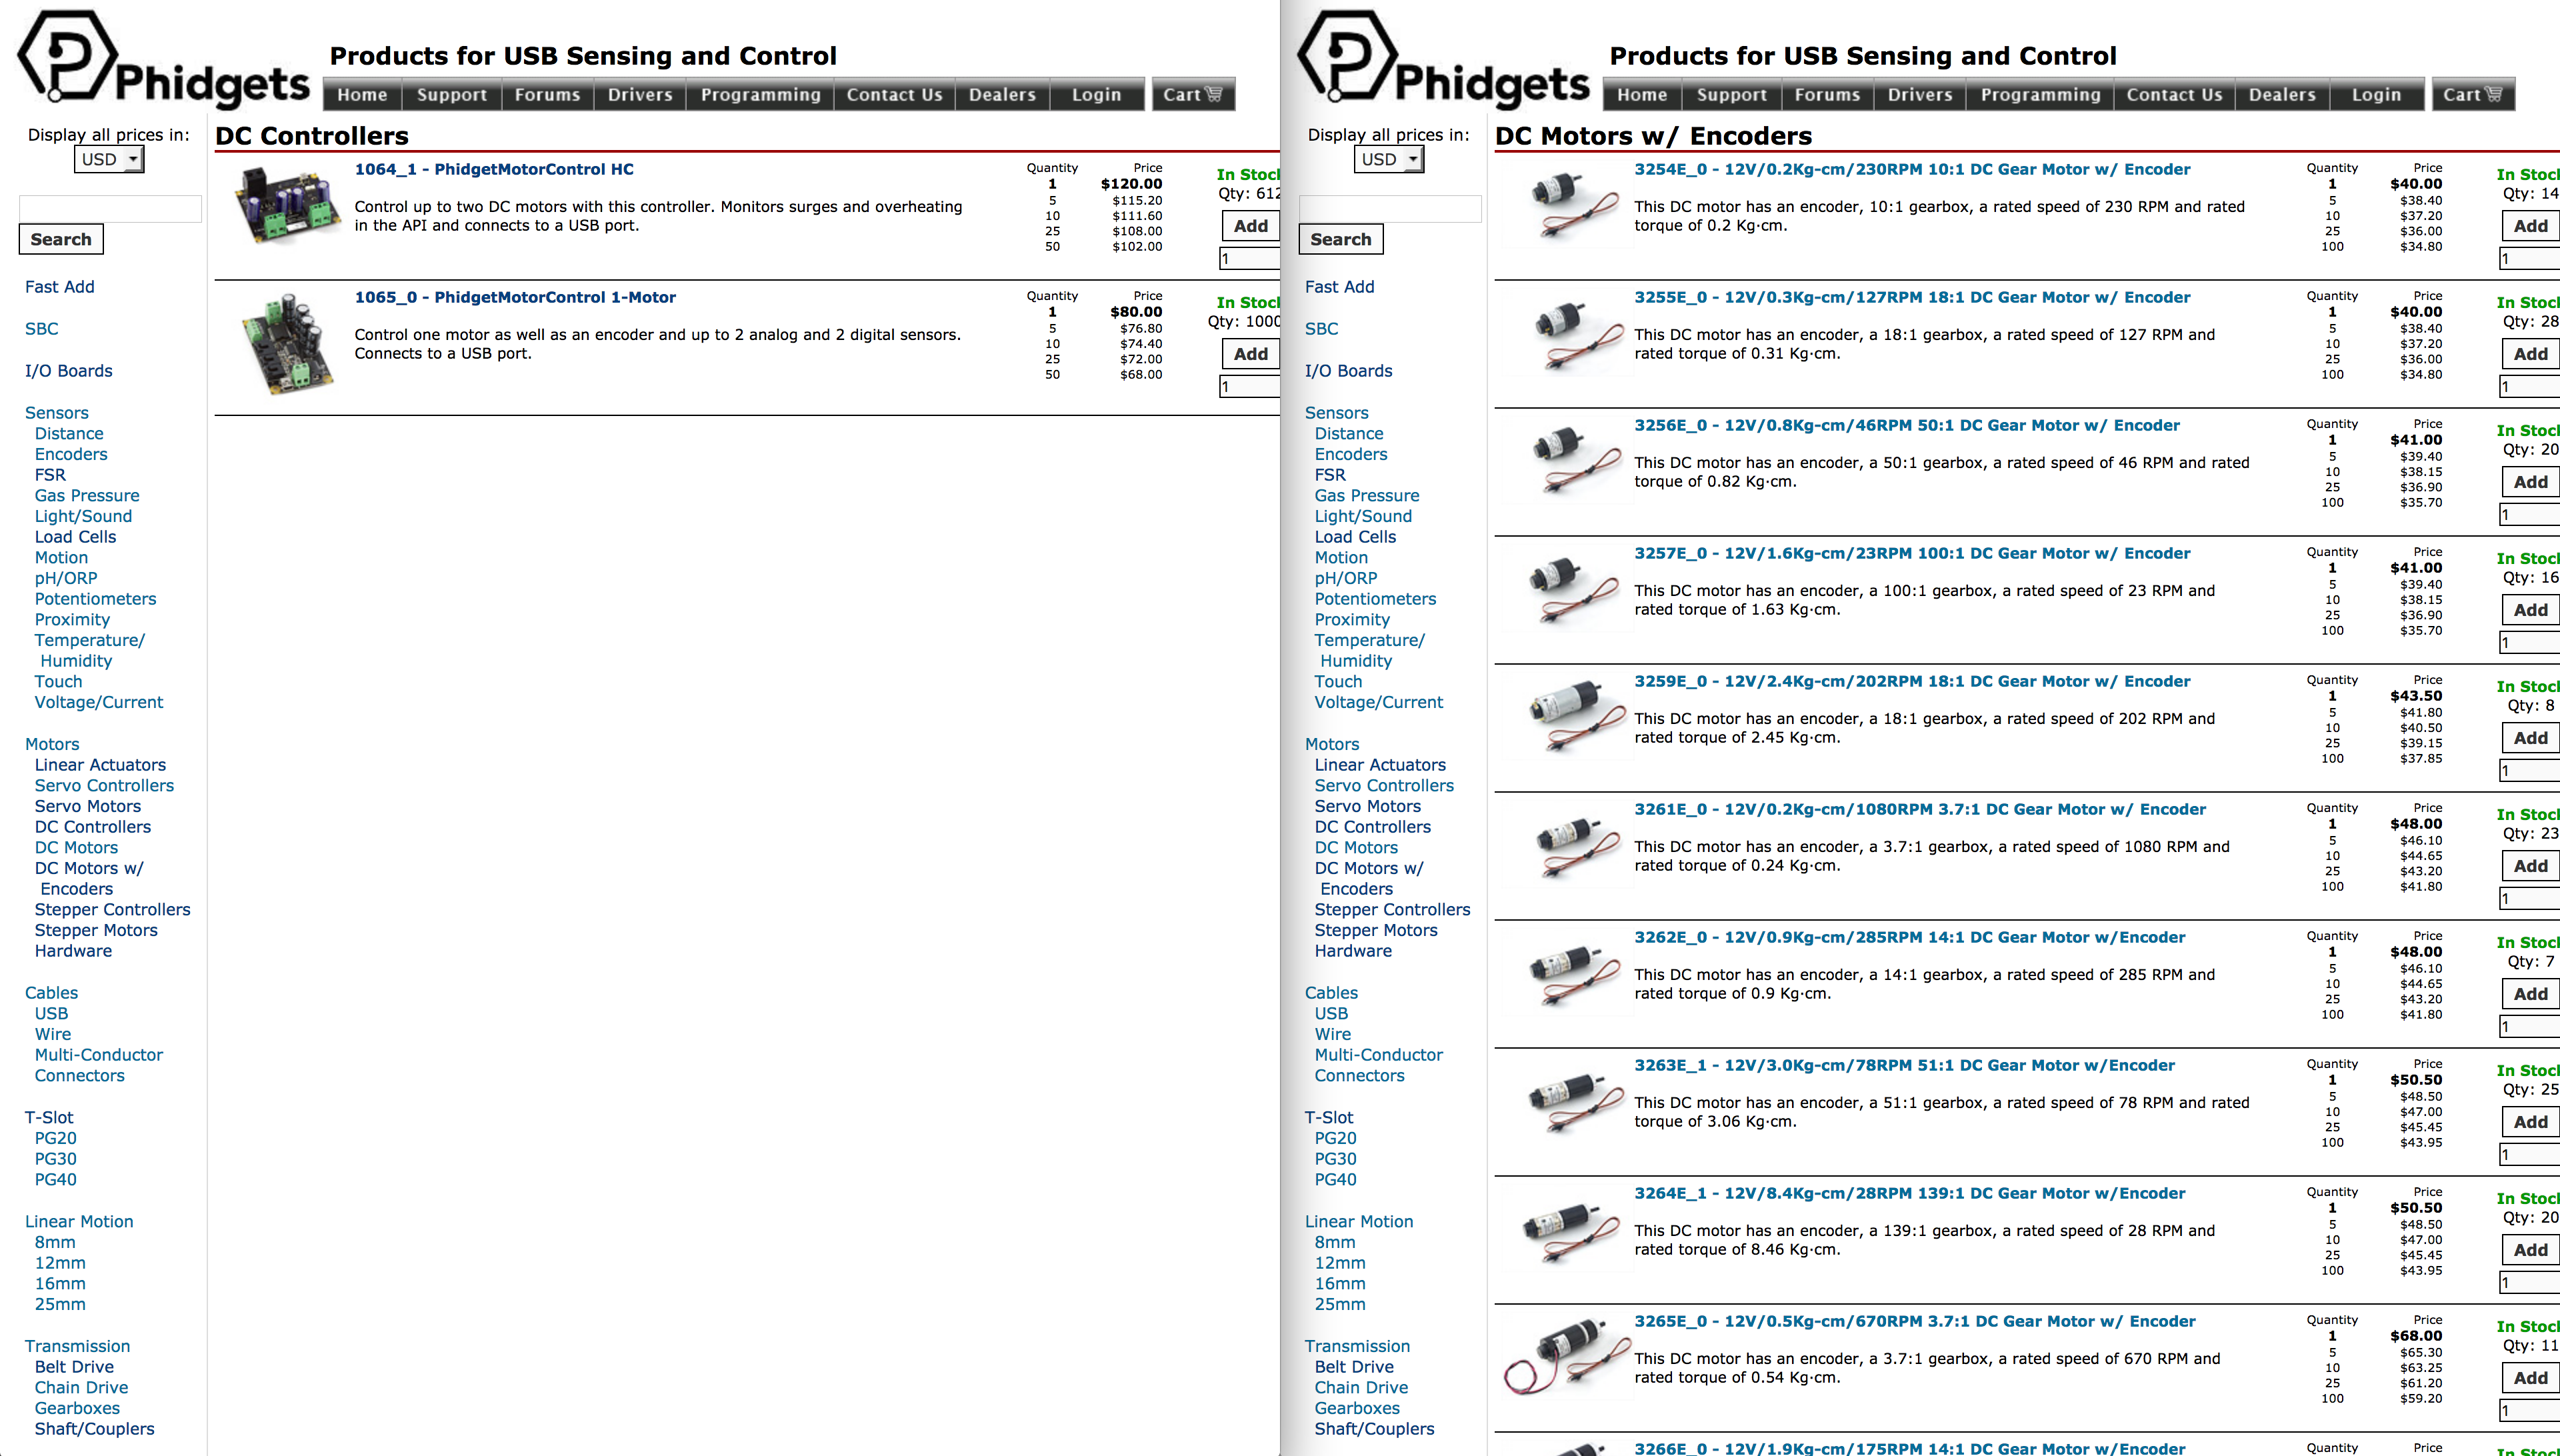 Phidgets
Products for USB Sensing and Control
Home Support Forums Drivers Programming Contact Us Dealers Login Cart
Display all prices in:
USD
Search
Fast Add
SBC
I/O Boards
Sensors
Distance
Encoders
FSR
Gas Pressure
Light/Sound
Load Cells
Motion
pH/ORP
Potentiometers
Proximity
Temperature/
Humidity
Touch
Voltage/Current
Motors
Linear Actuators
Servo Controllers
Servo Motors
DC Controllers
DC Motors
DC Motors w/
Encoders
Stepper Controllers
Stepper Motors
Hardware
Cables
USB
Wire
Multi-Conductor
Connectors
T-Slot
PG20
PG30
PG40
Linear Motion
8mm
12mm
16mm
25mm
Transmission
Belt Drive
Chain Drive
Gearboxes
Shaft/Couplers
DC Controllers
1064_1 - PhidgetMotorControl HC
Control up to two DC motors with this controller. Monitors surges and overheating
in the API and connects to a USB port.
Quantity Price
1 $120.00
5 $115.20
10 $111.60
25 $108.00
50 $102.00
In Stock
Qty: 612
Add
1
1065_0 - PhidgetMotorControl 1-Motor
Control one motor as well as an encoder and up to 2 analog and 2 digital sensors.
Connects to a USB port.
Quantity Price
1 $80.00
5 $76.80
10 $74.40
25 $72.00
50 $68.00
In Stock
Qty: 1000
Add
1
Phidgets
Products for USB Sensing and Control
Home Support Forums Drivers Programming Contact Us Dealers Login Cart
Display all prices in:
USD
Search
Fast Add
SBC
I/O Boards
Sensors
Distance
Encoders
FSR
Gas Pressure
Light/Sound
Load Cells
Motion
pH/ORP
Potentiometers
Proximity
Temperature/
Humidity
Touch
Voltage/Current
Motors
Linear Actuators
Servo Controllers
Servo Motors
DC Controllers
DC Motors
DC Motors w/
Encoders
Stepper Controllers
Stepper Motors
Hardware
Cables
USB
Wire
Multi-Conductor
Connectors
T-Slot
PG20
PG30
PG40
Linear Motion
8mm
12mm
16mm
25mm
Transmission
Belt Drive
Chain Drive
Gearboxes
Shaft/Couplers
DC Motors w/ Encoders
3254E_0 - 12V/0.2Kg-cm/230RPM 10:1 DC Gear Motor w/ Encoder
This DC motor has an encoder, 10:1 gearbox, a rated speed of 230 RPM and rated
torque of 0.2 Kg·cm.
Quantity Price
1 $40.00
5 $38.40
10 $37.20
25 $36.00
100 $34.80
In Stock
Qty: 14
Add
1
3255E_0 - 12V/0.3Kg-cm/127RPM 18:1 DC Gear Motor w/ Encoder
This DC motor has an encoder, a 18:1 gearbox, a rated speed of 127 RPM and
rated torque of 0.31 Kg·cm.
Quantity Price
1 $40.00
5 $38.40
10 $37.20
25 $36.00
100 $34.80
In Stock
Qty: 28
Add
1
3256E_0 - 12V/0.8Kg-cm/46RPM 50:1 DC Gear Motor w/ Encoder
This DC motor has an encoder, a 50:1 gearbox, a rated speed of 46 RPM and rated
torque of 0.82 Kg·cm.
Quantity Price
1 $41.00
5 $39.40
10 $38.15
25 $36.90
100 $35.70
In Stock
Qty: 20
Add
1
3257E_0 - 12V/1.6Kg-cm/23RPM 100:1 DC Gear Motor w/ Encoder
This DC motor has an encoder, a 100:1 gearbox, a rated speed of 23 RPM and
rated torque of 1.63 Kg·cm.
Quantity Price
1 $41.00
5 $39.40
10 $38.15
25 $36.90
100 $35.70
In Stock
Qty: 16
Add
1
3259E_0 - 12V/2.4Kg-cm/202RPM 18:1 DC Gear Motor w/ Encoder
This DC motor has an encoder, a 18:1 gearbox, a rated speed of 202 RPM and
rated torque of 2.45 Kg·cm.
Quantity Price
1 $43.50
5 $41.80
10 $40.50
25 $39.15
100 $37.85
In Stock
Qty: 8
Add
1
3261E_0 - 12V/0.2Kg-cm/1080RPM 3.7:1 DC Gear Motor w/ Encoder
This DC motor has an encoder, a 3.7:1 gearbox, a rated speed of 1080 RPM and
rated torque of 0.24 Kg·cm.
Quantity Price
1 $48.00
5 $46.10
10 $44.65
25 $43.20
100 $41.80
In Stock
Qty: 23
Add
1
3262E_0 - 12V/0.9Kg-cm/285RPM 14:1 DC Gear Motor w/Encoder
This DC motor has an encoder, a 14:1 gearbox, a rated speed of 285 RPM and
rated torque of 0.9 Kg·cm.
Quantity Price
1 $48.00
5 $46.10
10 $44.65
25 $43.20
100 $41.80
In Stock
Qty: 7
Add
1
3263E_1 - 12V/3.0Kg-cm/78RPM 51:1 DC Gear Motor w/Encoder
This DC motor has an encoder, a 51:1 gearbox, a rated speed of 78 RPM and rated
torque of 3.06 Kg·cm.
Quantity Price
1 $50.50
5 $48.50
10 $47.00
25 $45.45
100 $43.95
In Stock
Qty: 25
Add
1
3264E_1 - 12V/8.4Kg-cm/28RPM 139:1 DC Gear Motor w/Encoder
This DC motor has an encoder, a 139:1 gearbox, a rated speed of 28 RPM and
rated torque of 8.46 Kg·cm.
Quantity Price
1 $50.50
5 $48.50
10 $47.00
25 $45.45
100 $43.95
In Stock
Qty: 20
Add
1
3265E_0 - 12V/0.5Kg-cm/670RPM 3.7:1 DC Gear Motor w/ Encoder
This DC motor has an encoder, a 3.7:1 gearbox, a rated speed of 670 RPM and
rated torque of 0.54 Kg·cm.
Quantity Price
1 $68.00
5 $65.30
10 $63.25
25 $61.20
100 $59.20
In Stock
Qty: 11
Add
1
3266E_0 - 12V/1.9Kg-cm/175RPM 14:1 DC Gear Motor w/ Encoder
Quantity Price
In Stock